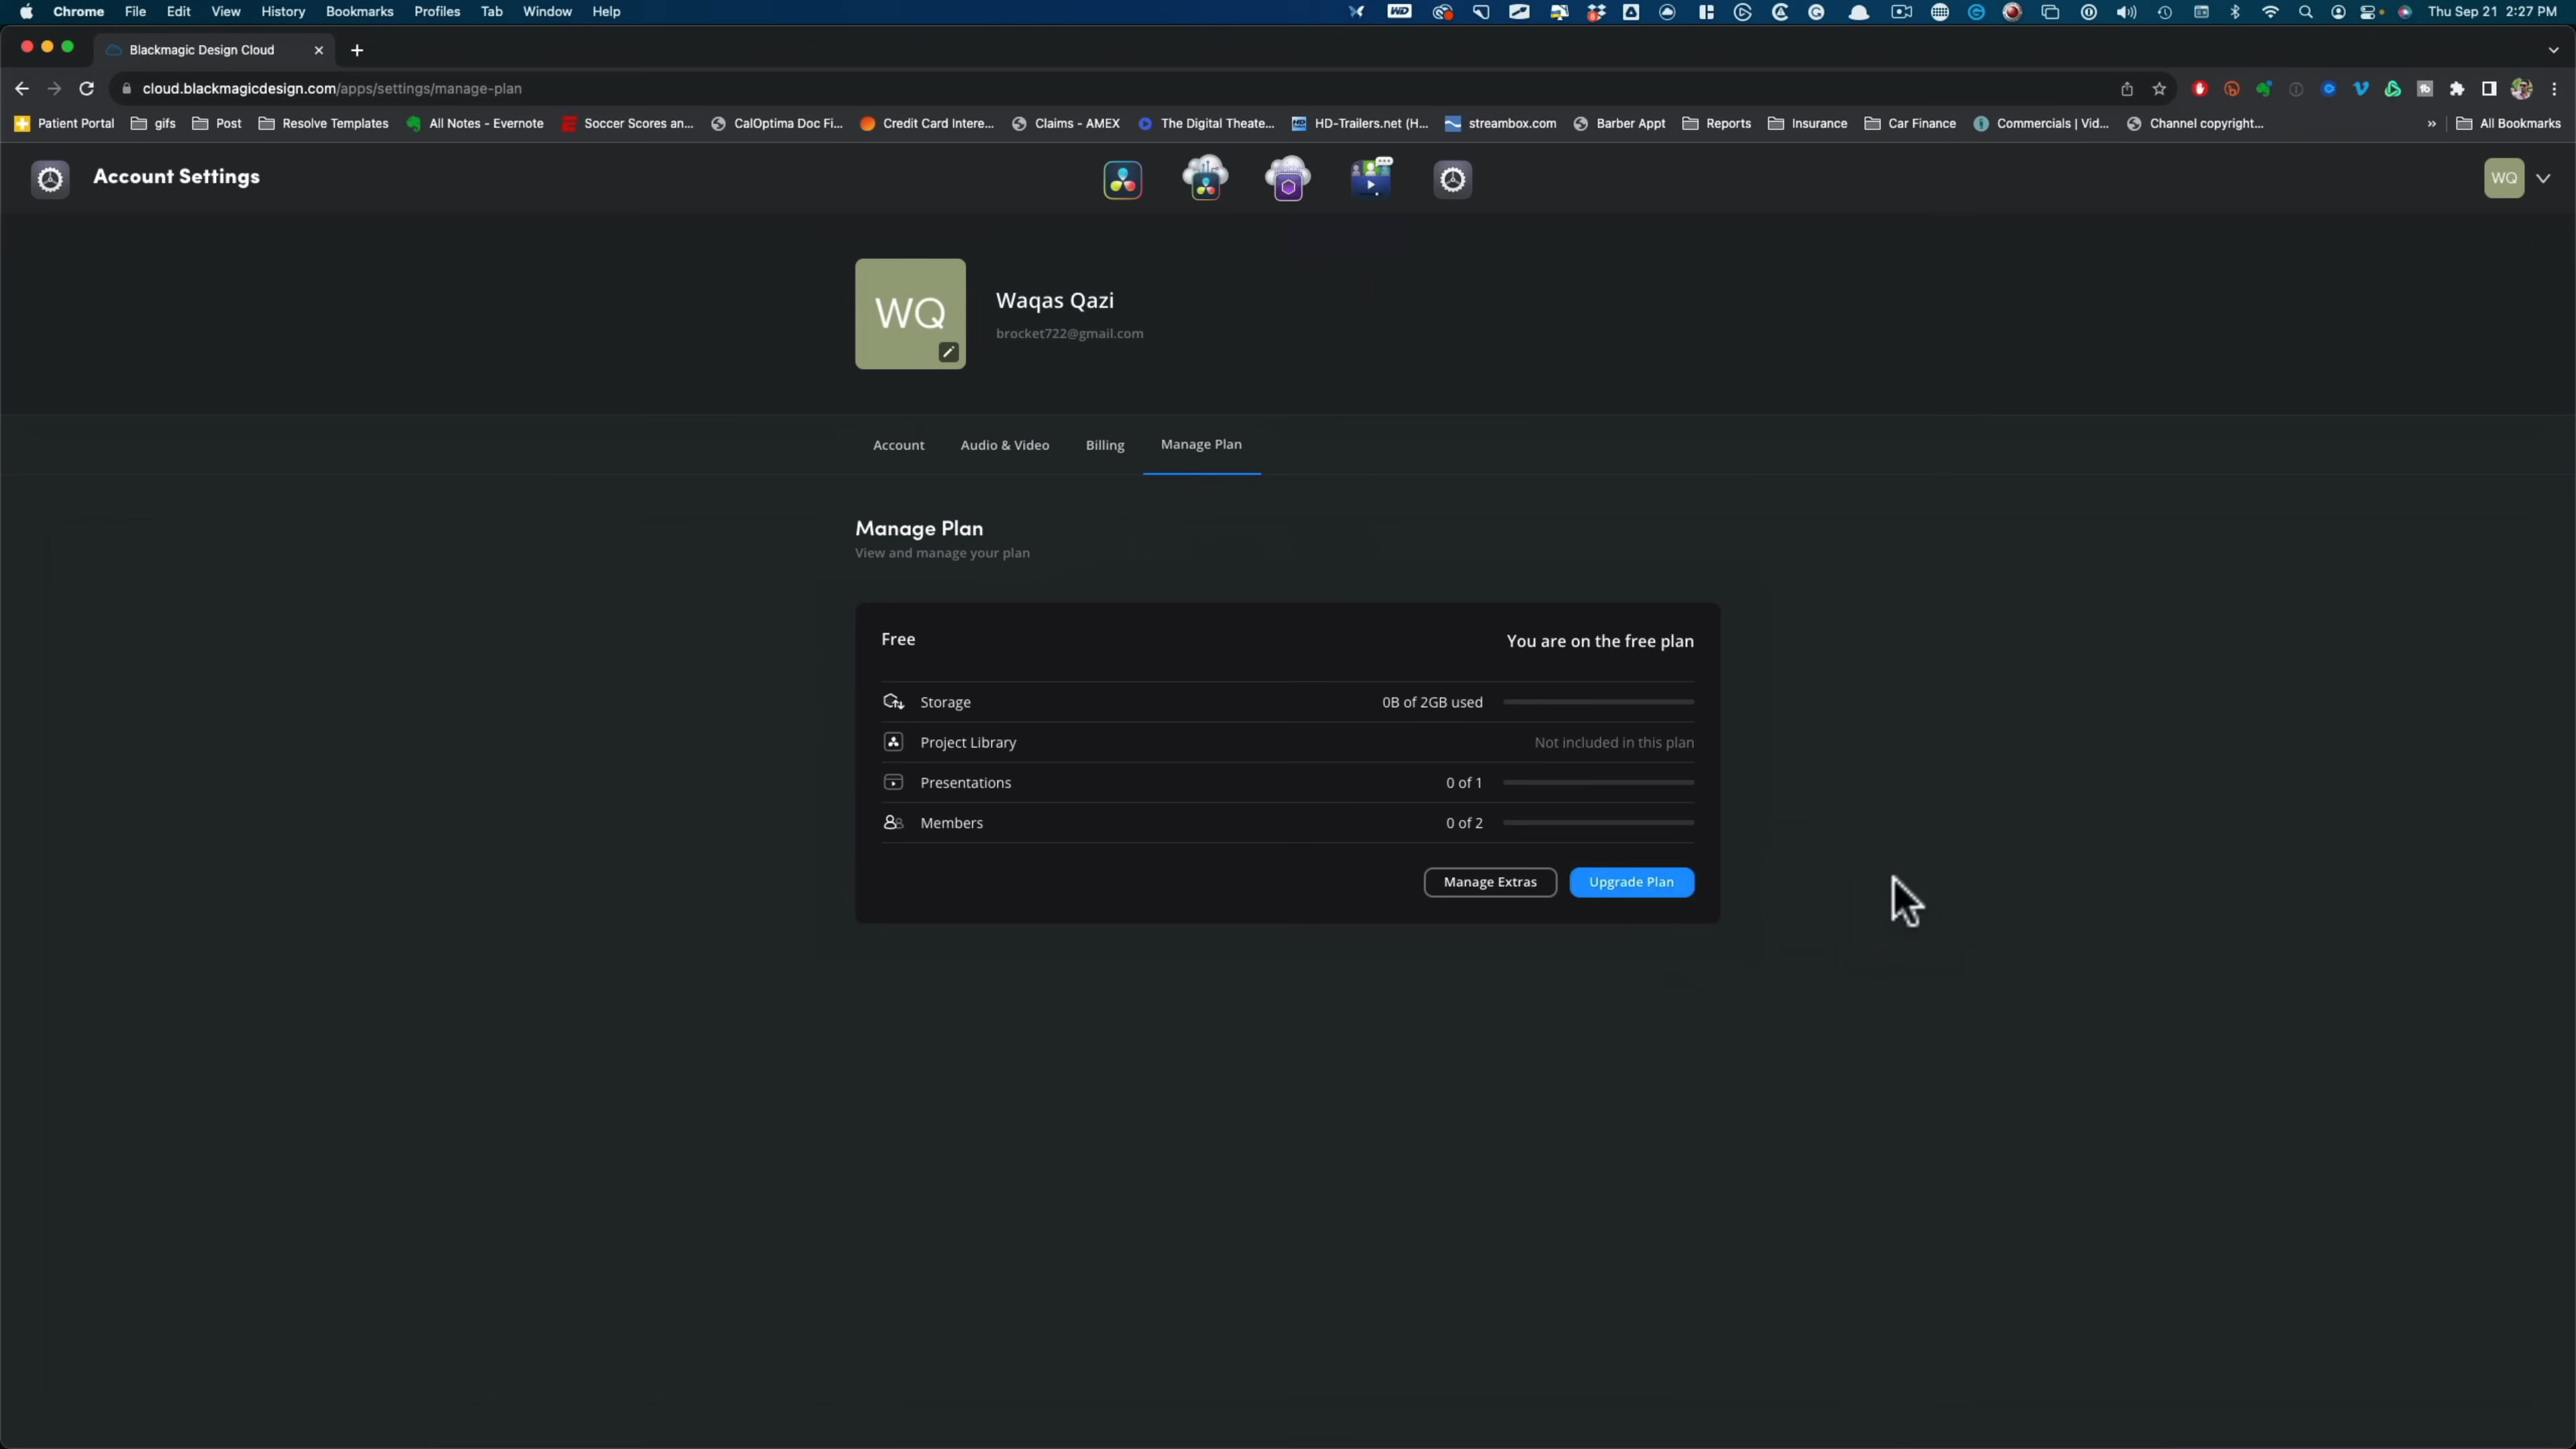 Chrome File Edit View History Bookmarks Profiles Tab Window Help Thu Sep 21 2:27 PM
Blackmagic Design Cloud
cloud.blackmagicdesign.com/apps/settings/manage-plan
Patient Portal gifs Post Resolve Templates All Notes - Evernote Soccer Scores an... CalOptima Doc Fi... Credit Card Intere... Claims - AMEX The Digital Theate... HD-Trailers.net (H... streambox.com Barber Appt Reports Insurance Car Finance Commercials | Vid... Channel copyright... » All Bookmarks
Account Settings
WQ
WQ
Waqas Qazi
brocket722@gmail.com
Account Audio & Video Billing Manage Plan
Manage Plan
View and manage your plan
Free You are on the free plan
Storage 0B of 2GB used
Project Library Not included in this plan
Presentations 0 of 1
Members 0 of 2
Manage Extras Upgrade Plan